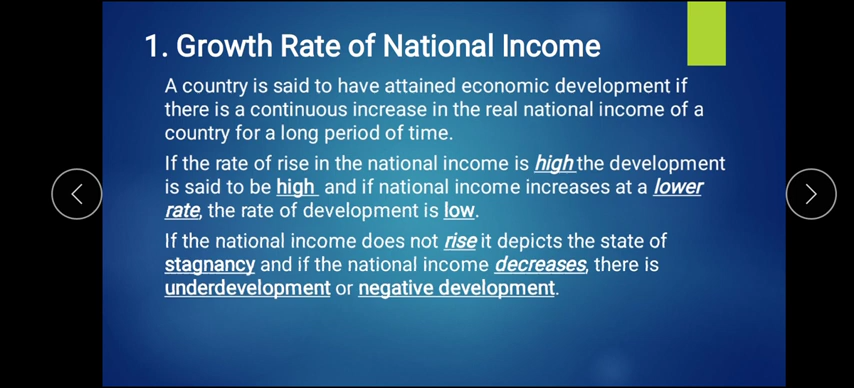 1. Growth Rate of National Income
A country is said to have attained economic development if
there is a continuous increase in the real national income of a
country for a long period of time.
If the rate of rise in the national income is high the development
is said to be high and if national income increases at a lower
rate, the rate of development is low.
If the national income does not rise it depicts the state of
stagnancy and if the national income decreases, there is
underdevelopment or negative development.